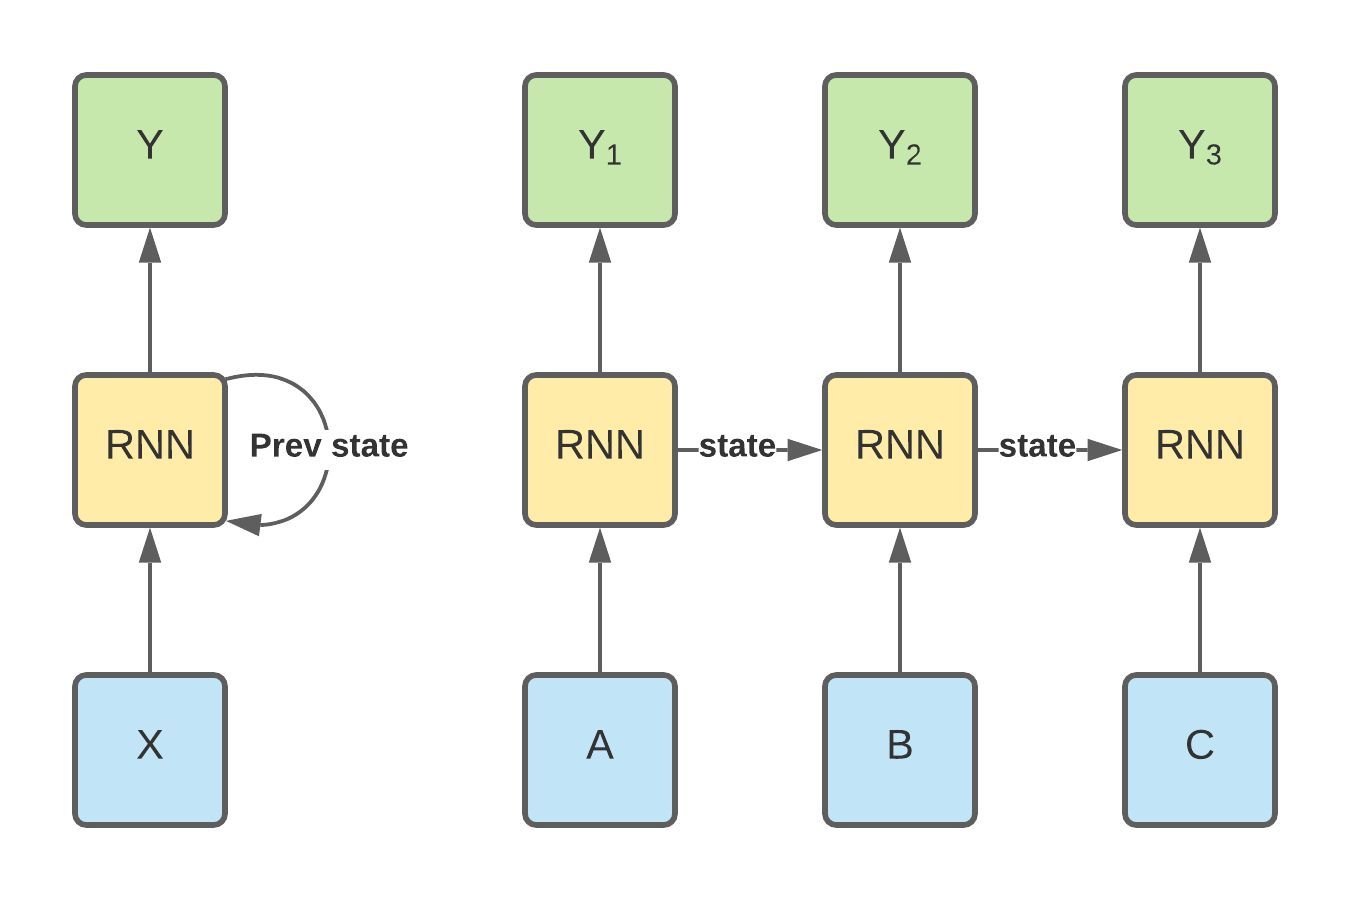 Y
Y₁
Y₂
Y₃
RNN
Prev state
RNN
state
RNN
state
RNN
X
A
B
C